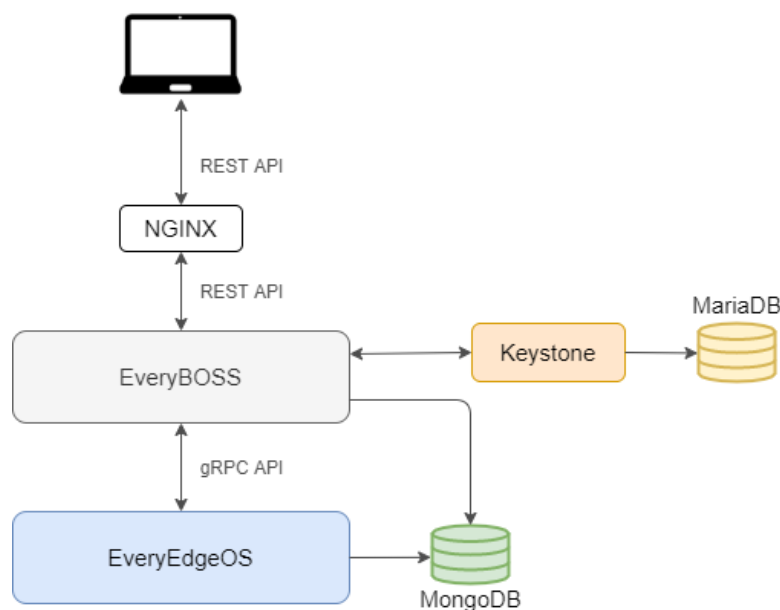 REST API
NGINX
REST API
MariaDB
Keystone
EveryBOSS
gRPC API
EveryEdgeOS
MongoDB